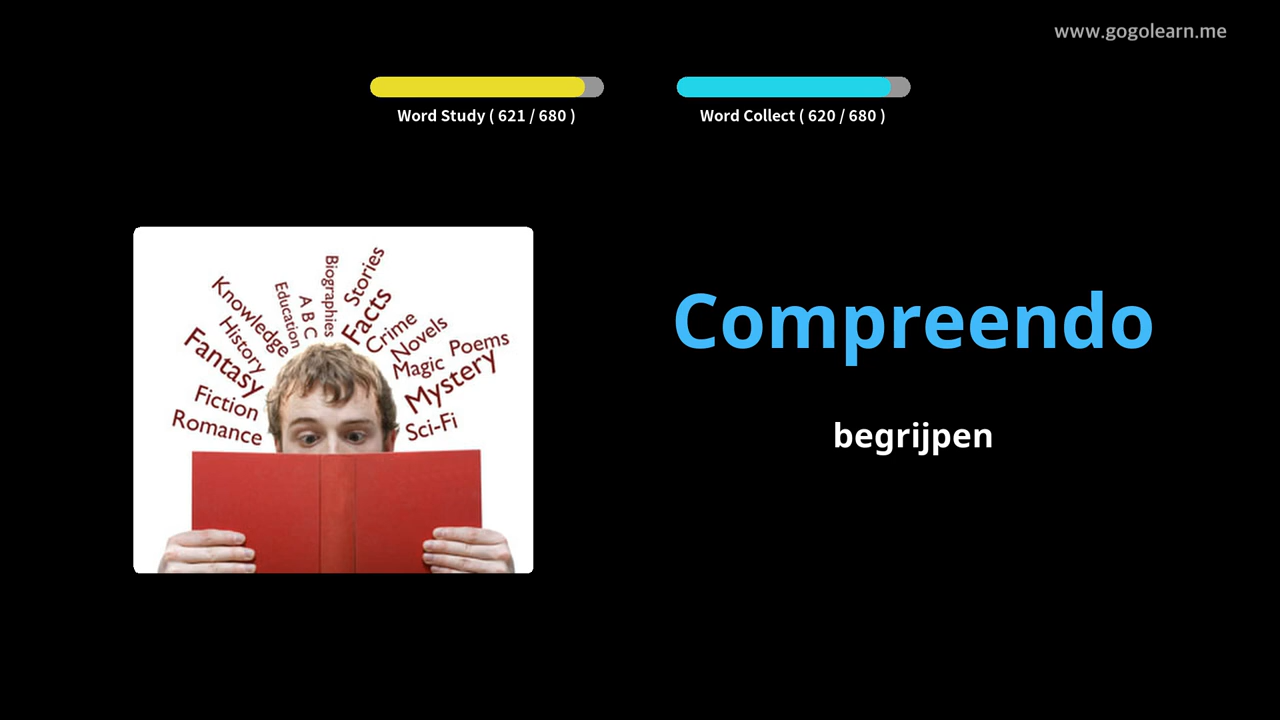 www.gogolearn.me
Word Study ( 621 / 680 )
Word Collect ( 620 / 680 )
Biographies
Stories
Education
A B C
Facts
Knowledge
Crime
History
Novels
Fantasy
Magic
Poems
Mystery
Fiction
Romance
Sci-Fi
Compreendo
begrijpen